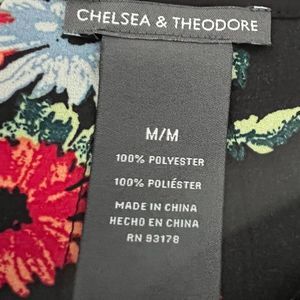 CHELSEA & THEODORE
M/M
100% POLYESTER
100% POLIÉSTER
MADE IN CHINA
HECHO EN CHINA
RN 93178